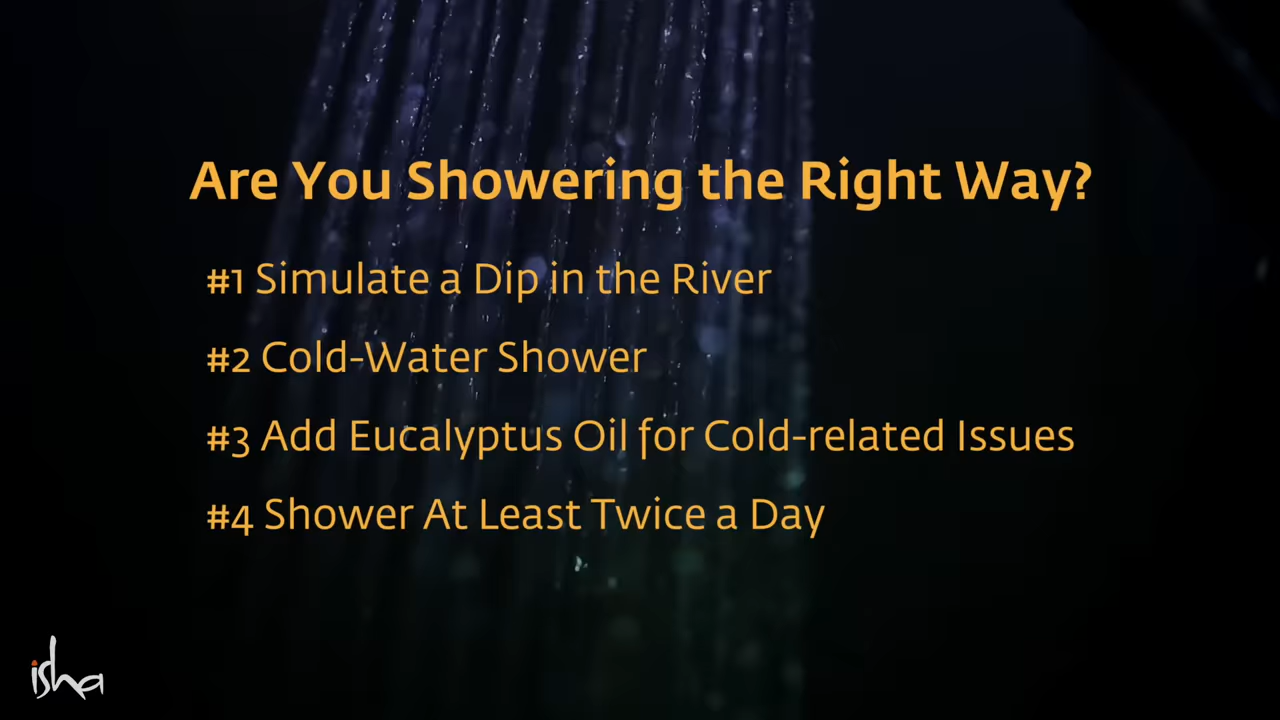 Are You Showering the Right Way?
#1 Simulate a Dip in the River
#2 Cold-Water Shower
#3 Add Eucalyptus Oil for Cold-related Issues
#4 Shower At Least Twice a Day
isha